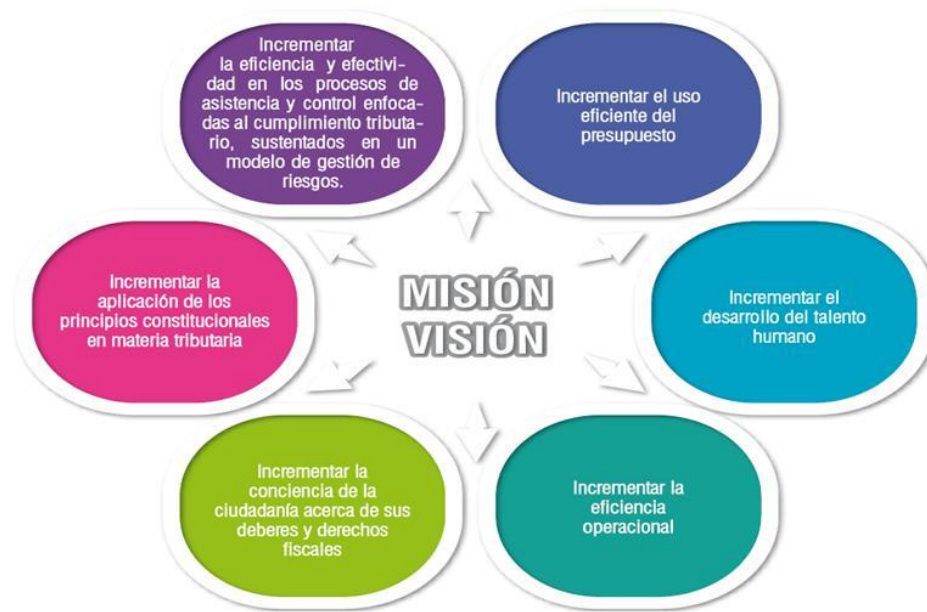 Incrementar
la eficiencia y efectivi-
dad en los procesos de
asistencia y control enfoca-
das al cumplimiento tributa-
rio, sustentados en un
modelo de gestión de
riesgos.
Incrementar el uso
eficiente del
presupuesto
Incrementar la
aplicación de los
principios constitucionales
en materia tributaria
MISIÓN
VISIÓN
Incrementar el
desarrollo del talento
humano
Incrementar la
conciencia de la
ciudadanía acerca de sus
deberes y derechos
fiscales
Incrementar la
eficiencia
operacional